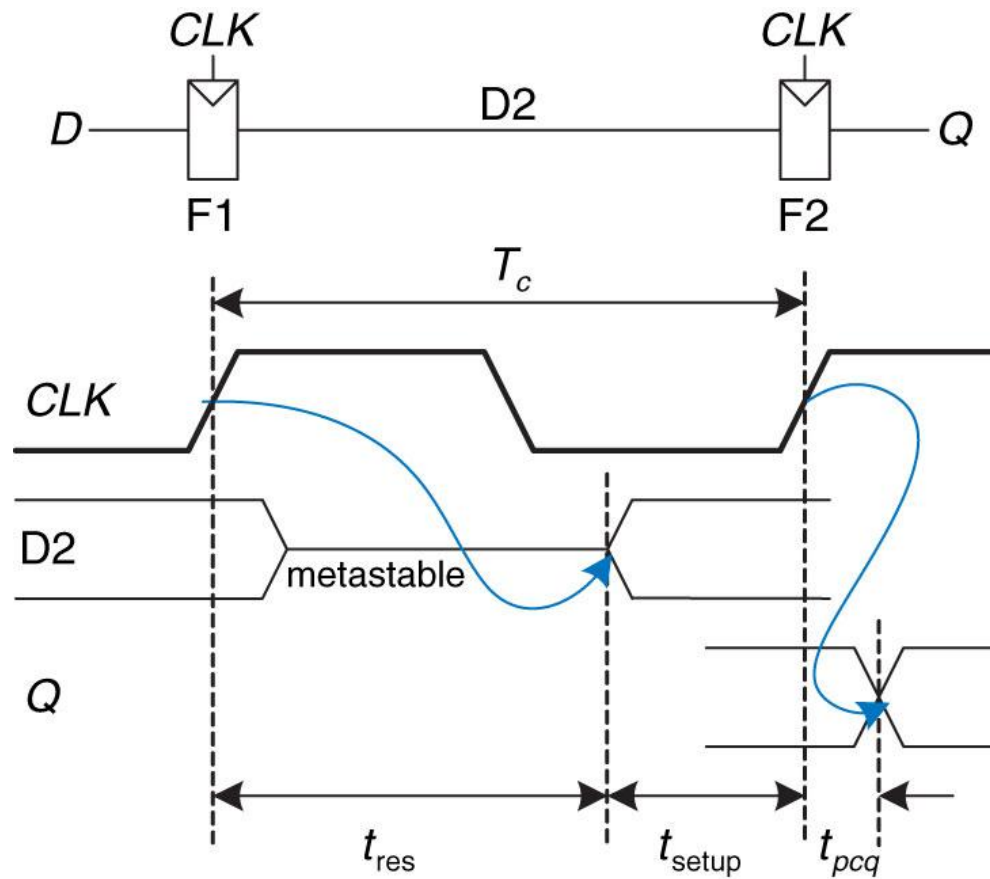 CLK CLK
D D2 Q
F1 F2
T_c
CLK
D2
metastable
Q
t_res t_setup t_pcq